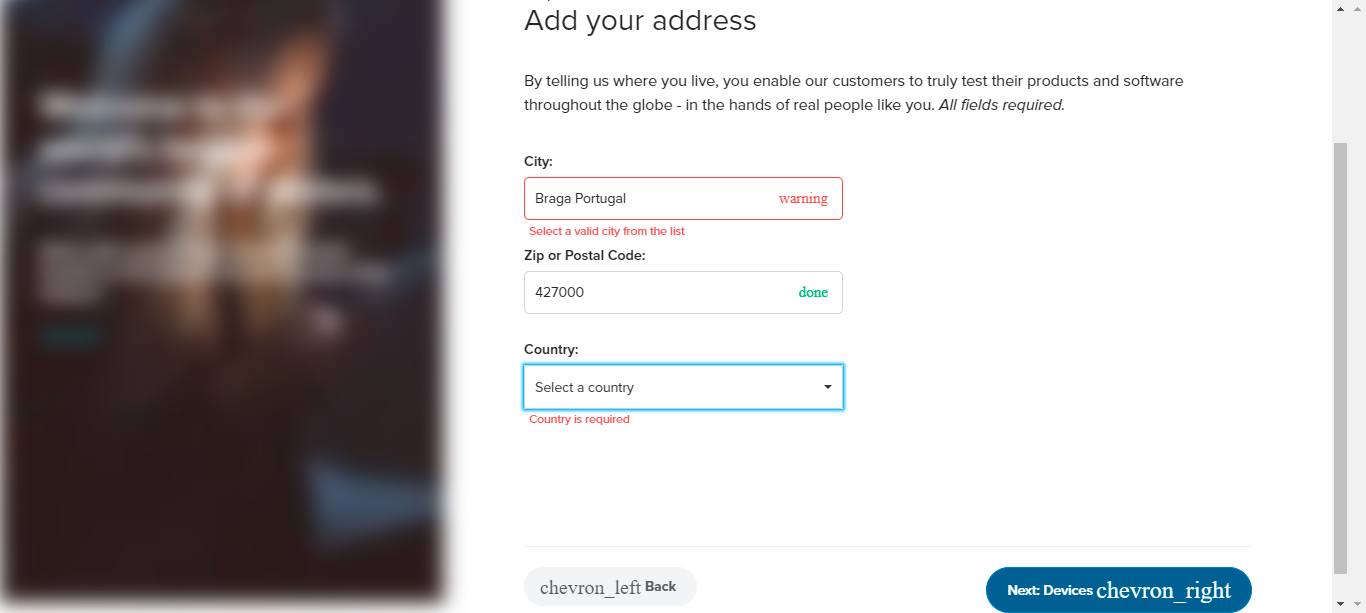 Add your address
By telling us where you live, you enable our customers to truly test their products and software
throughout the globe - in the hands of real people like you. All fields required.
City:
Braga Portugal warning
Select a valid city from the list
Zip or Postal Code:
427000 done
Country:
Select a country
Country is required
chevron_left Back
Next: Devices chevron_right